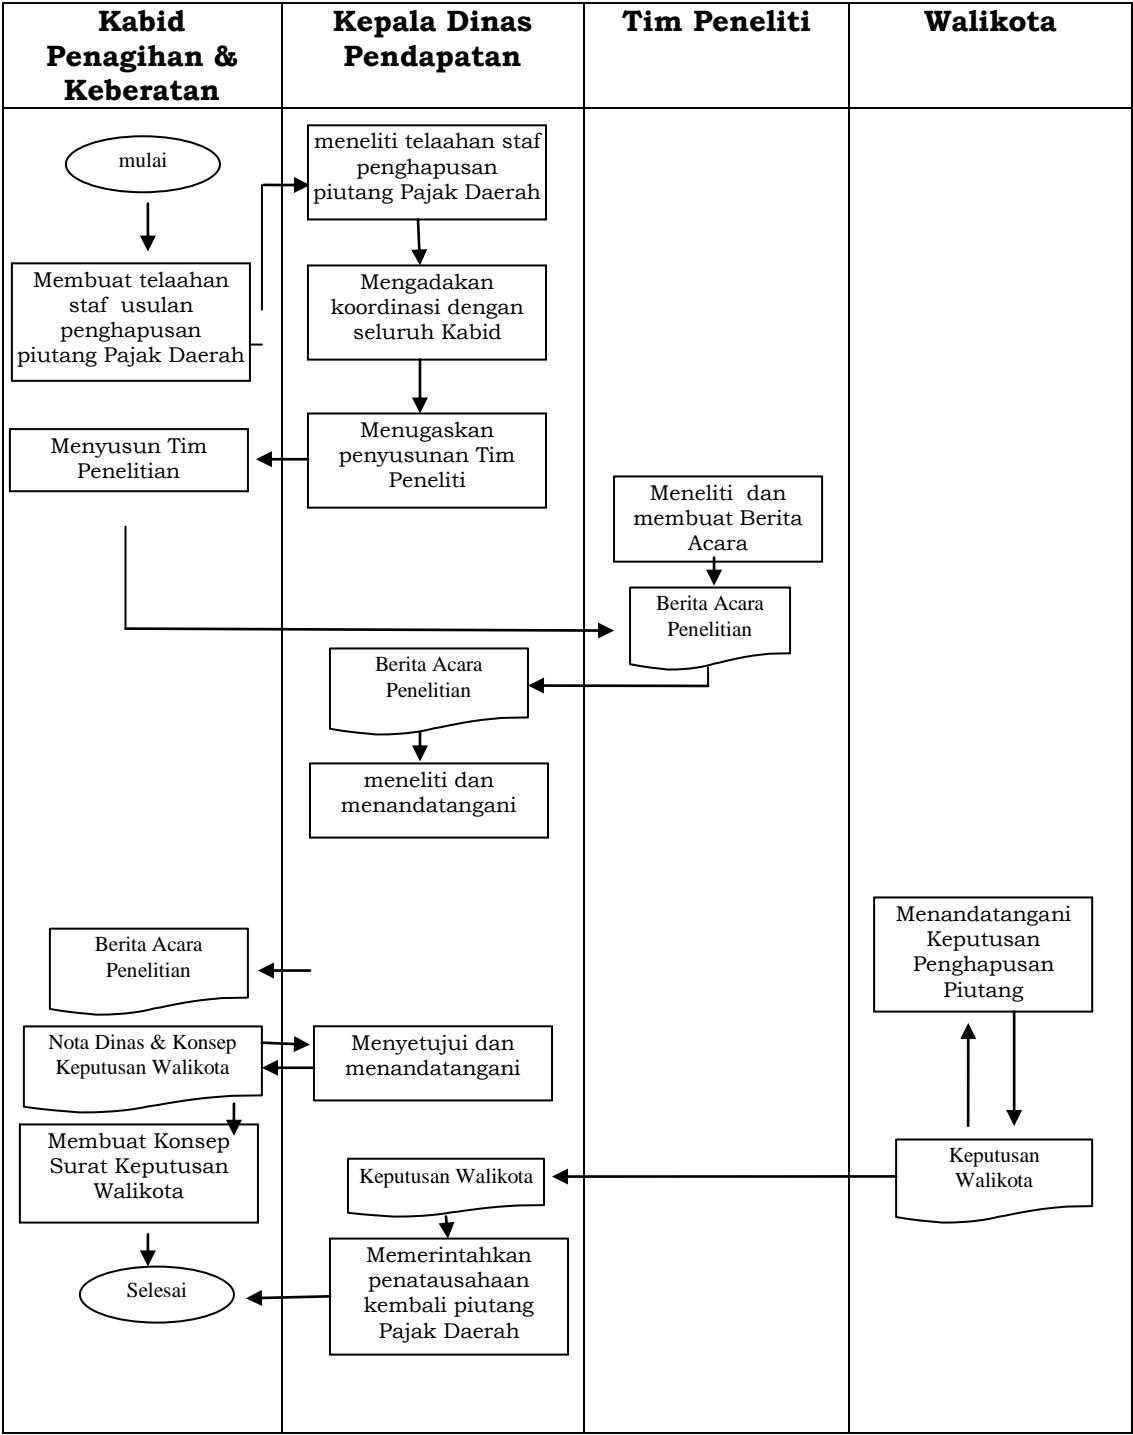 Kabid
Penagihan &
Keberatan
Kepala Dinas
Pendapatan
Tim Peneliti
Walikota
mulai
meneliti telaahan staf
penghapusan
piutang Pajak Daerah
Membuat telaahan
staf usulan
penghapusan
piutang Pajak Daerah
Mengadakan
koordinasi dengan
seluruh Kabid
Menugaskan
penyusunan Tim
Peneliti
Menyusun Tim
Penelitian
Meneliti dan
membuat Berita
Acara
Berita Acara
Penelitian
Berita Acara
Penelitian
meneliti dan
menandatangani
Menandatangani
Keputusan
Penghapusan
Piutang
Berita Acara
Penelitian
Nota Dinas & Konsep
Keputusan Walikota
Menyetujui dan
menandatangani
Membuat Konsep
Surat Keputusan
Walikota
Keputusan Walikota
Keputusan
Walikota
Memerintahkan
penatausahaan
kembali piutang
Pajak Daerah
Selesai